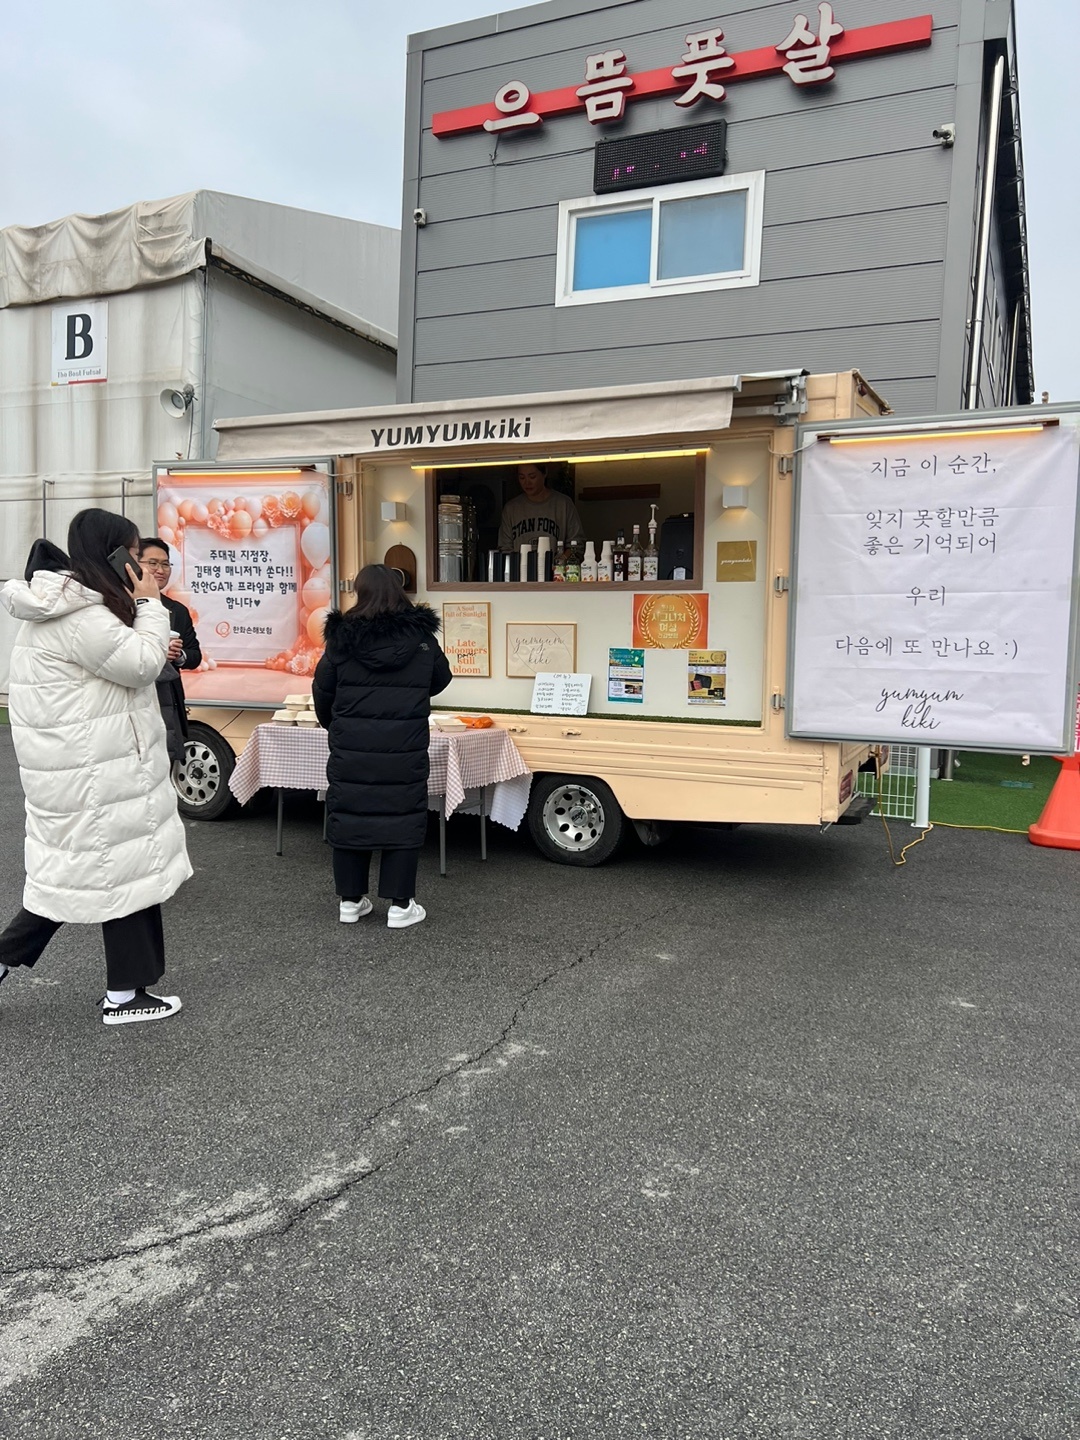 으뜸풋살
B
The Best Futsal
YUMYUMkiki
주대권 지점장,
김태영 매니저가 쏜다!!
천안GA가 프라임과 함께
합니다♥
한화손해보험
STANFORD
A Soul
full of Sunlight
Late
bloomers
still
bloom
yumyum
kiki
지금 이 순간,
잊지 못할만큼
좋은 기억되어
우리
다음에 또 만나요 :)
yumyum
kiki
SUPERSTAR